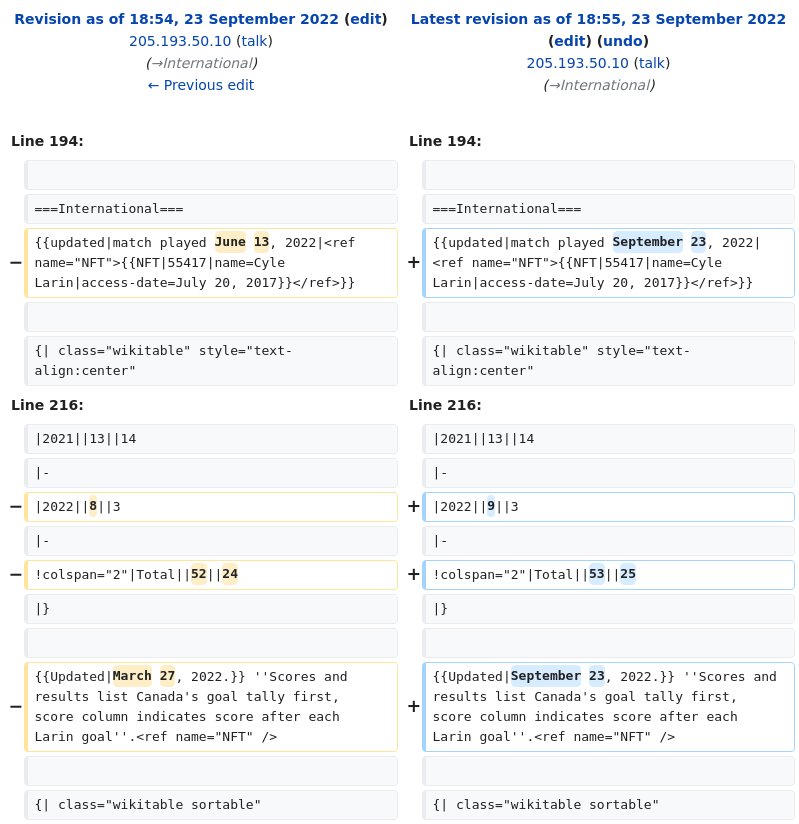 Revision as of 18:54, 23 September 2022 (edit)
205.193.50.10 (talk)
(→International)
← Previous edit
Latest revision as of 18:55, 23 September 2022
(edit) (undo)
205.193.50.10 (talk)
(→International)
Line 194:
Line 194:
===International===
===International===
− {{updated|match played June 13, 2022|<ref
name="NFT">{{NFT|55417|name=Cyle
Larin|access-date=July 20, 2017}}</ref>}}
+ {{updated|match played September 23, 2022|
<ref name="NFT">{{NFT|55417|name=Cyle
Larin|access-date=July 20, 2017}}</ref>}}
{| class="wikitable" style="text-
align:center"
{| class="wikitable" style="text-
align:center"
Line 216:
Line 216:
|2021||13||14
|2021||13||14
|-
|-
− |2022||8||3
+ |2022||9||3
|-
|-
− !colspan="2"|Total||52||24
+ !colspan="2"|Total||53||25
|}
|}
− {{Updated|March 27, 2022.}} ''Scores and
results list Canada's goal tally first,
score column indicates score after each
Larin goal''.<ref name="NFT" />
+ {{Updated|September 23, 2022.}} ''Scores and
results list Canada's goal tally first,
score column indicates score after each
Larin goal''.<ref name="NFT" />
{| class="wikitable sortable"
{| class="wikitable sortable"